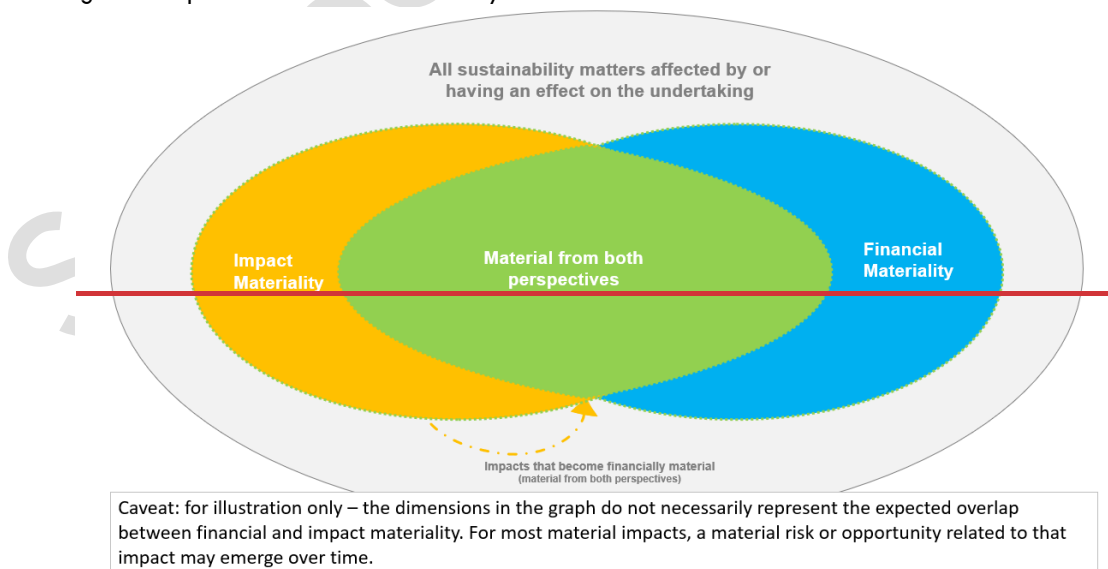 All sustainability matters affected by or
having an effect on the undertaking
Impact
Materiality
Material from both
perspectives
Financial
Materiality
Impacts that become financially material
(material from both perspectives)
Caveat: for illustration only – the dimensions in the graph do not necessarily represent the expected overlap
between financial and impact materiality. For most material impacts, a material risk or opportunity related to that
impact may emerge over time.